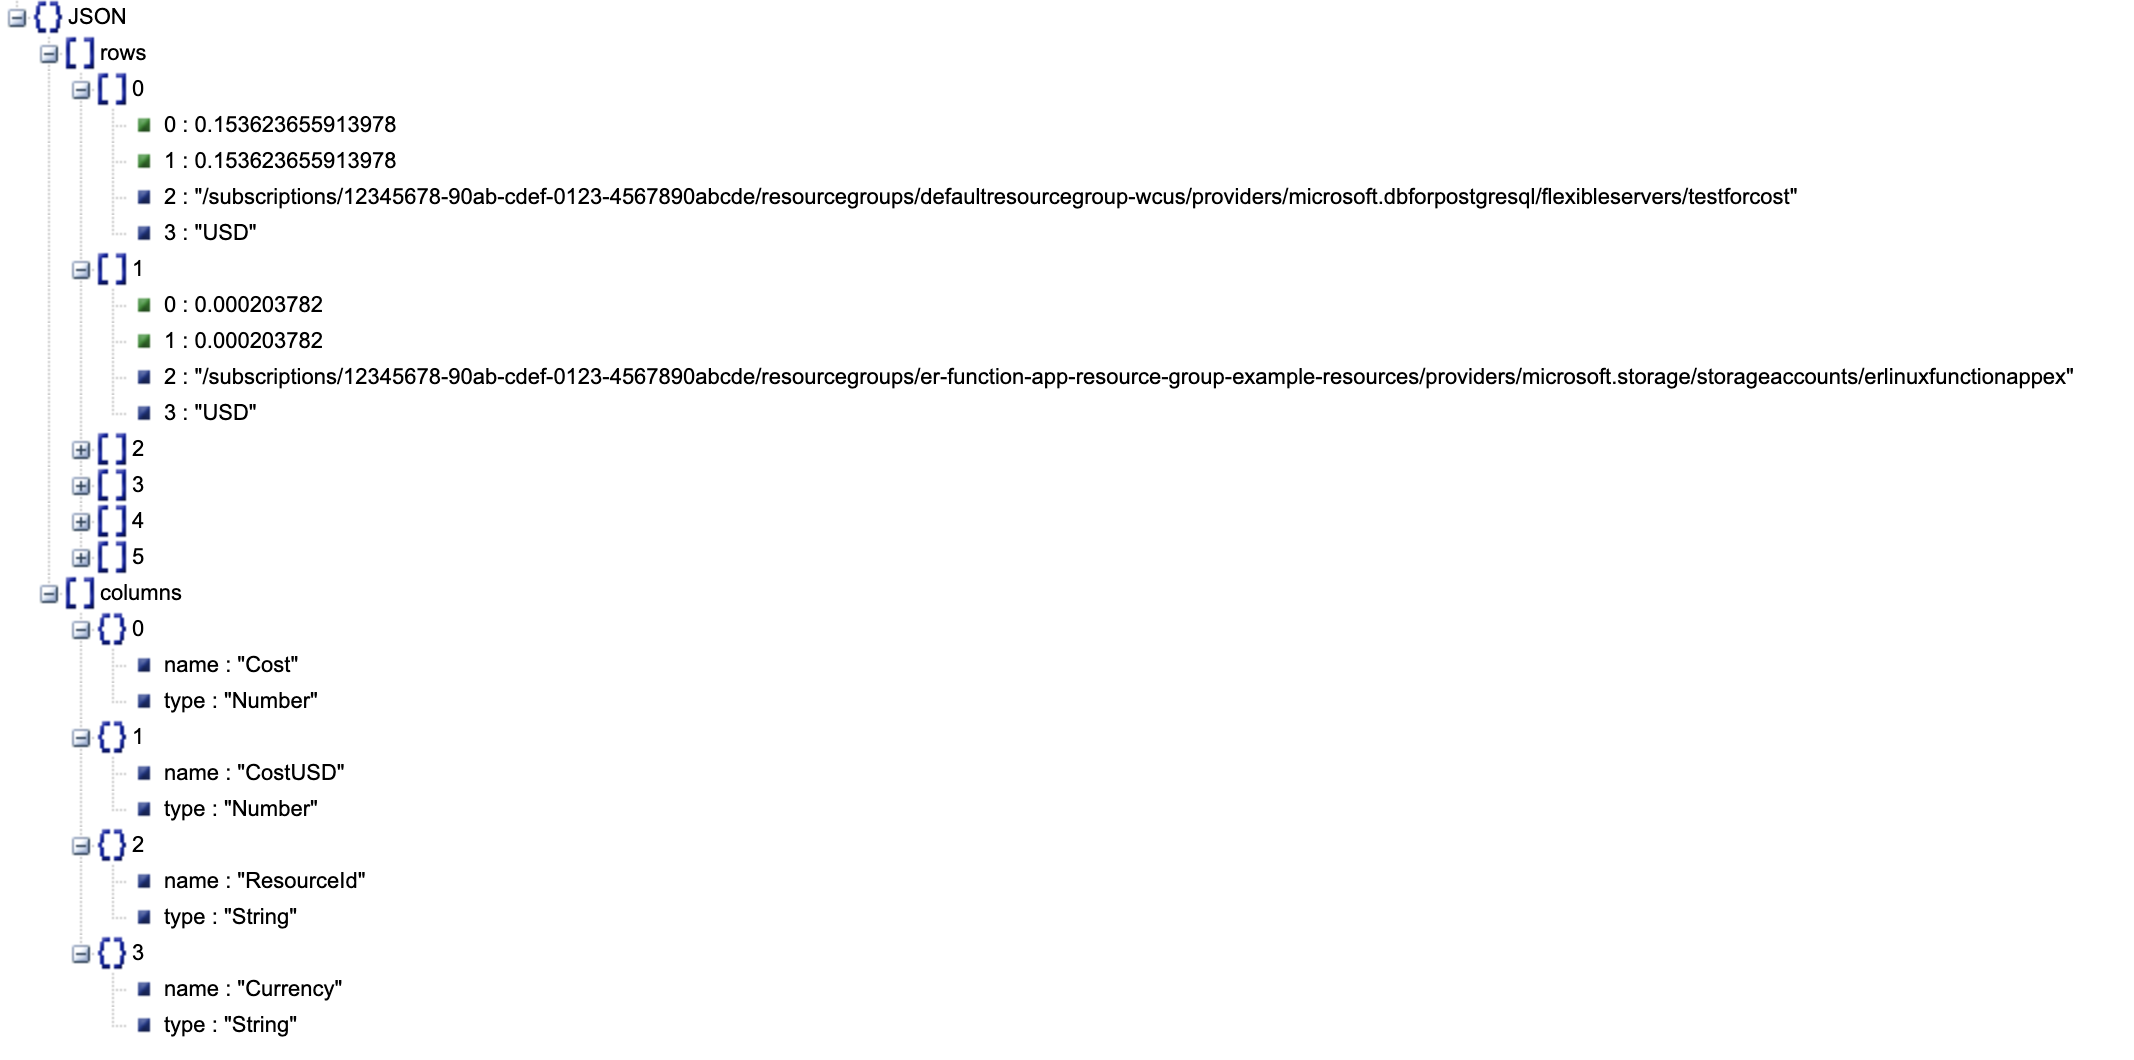 JSON
rows
0
0 : 0.153623655913978
1 : 0.153623655913978
2 : "/subscriptions/12345678-90ab-cdef-0123-4567890abcde/resourcegroups/defaultresourcegroup-wcus/providers/microsoft.dbforpostgresql/flexibleservers/testforcost"
3 : "USD"
1
0 : 0.000203782
1 : 0.000203782
2 : "/subscriptions/12345678-90ab-cdef-0123-4567890abcde/resourcegroups/er-function-app-resource-group-example-resources/providers/microsoft.storage/storageaccounts/erlinuxfunctionappex"
3 : "USD"
2
3
4
5
columns
0
name : "Cost"
type : "Number"
1
name : "CostUSD"
type : "Number"
2
name : "ResourceId"
type : "String"
3
name : "Currency"
type : "String"